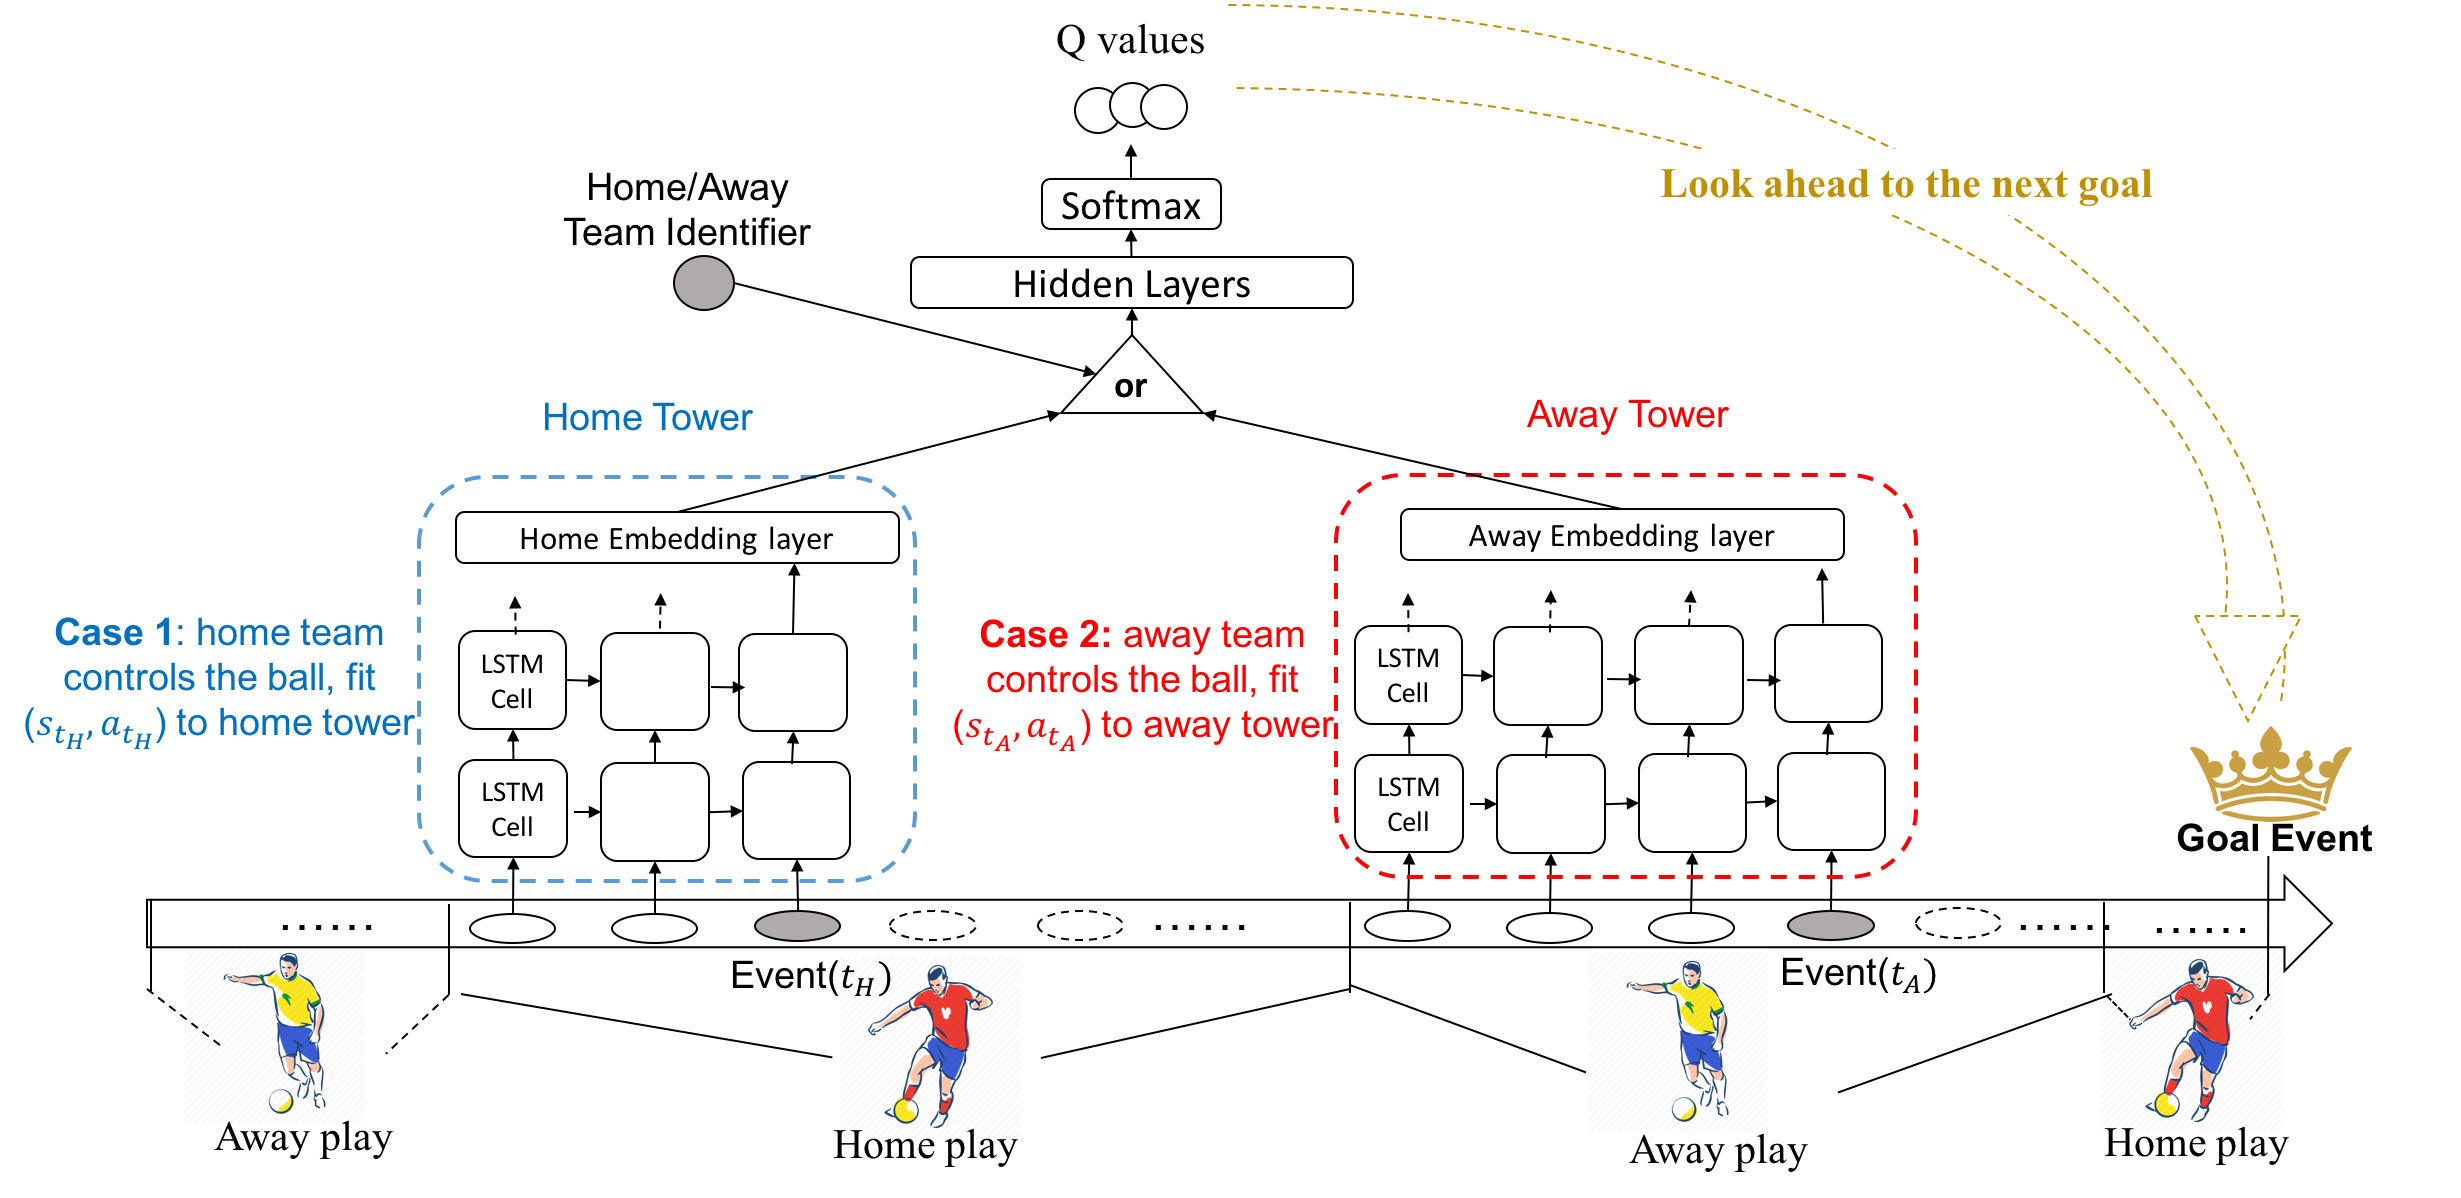 Q values
Look ahead to the next goal
Home/Away
Team Identifier
Softmax
Hidden Layers
or
Home Tower
Away Tower
Home Embedding layer
Away Embedding layer
Case 1: home team
controls the ball, fit
(s_{t_H}, a_{t_H}) to home tower
LSTM
Cell
LSTM
Cell
Case 2: away team
controls the ball, fit
(s_{t_A}, a_{t_A}) to away tower
LSTM
Cell
LSTM
Cell
Goal Event
......
......
......
......
Event(t_H)
Event(t_A)
Away play
Home play
Away play
Home play